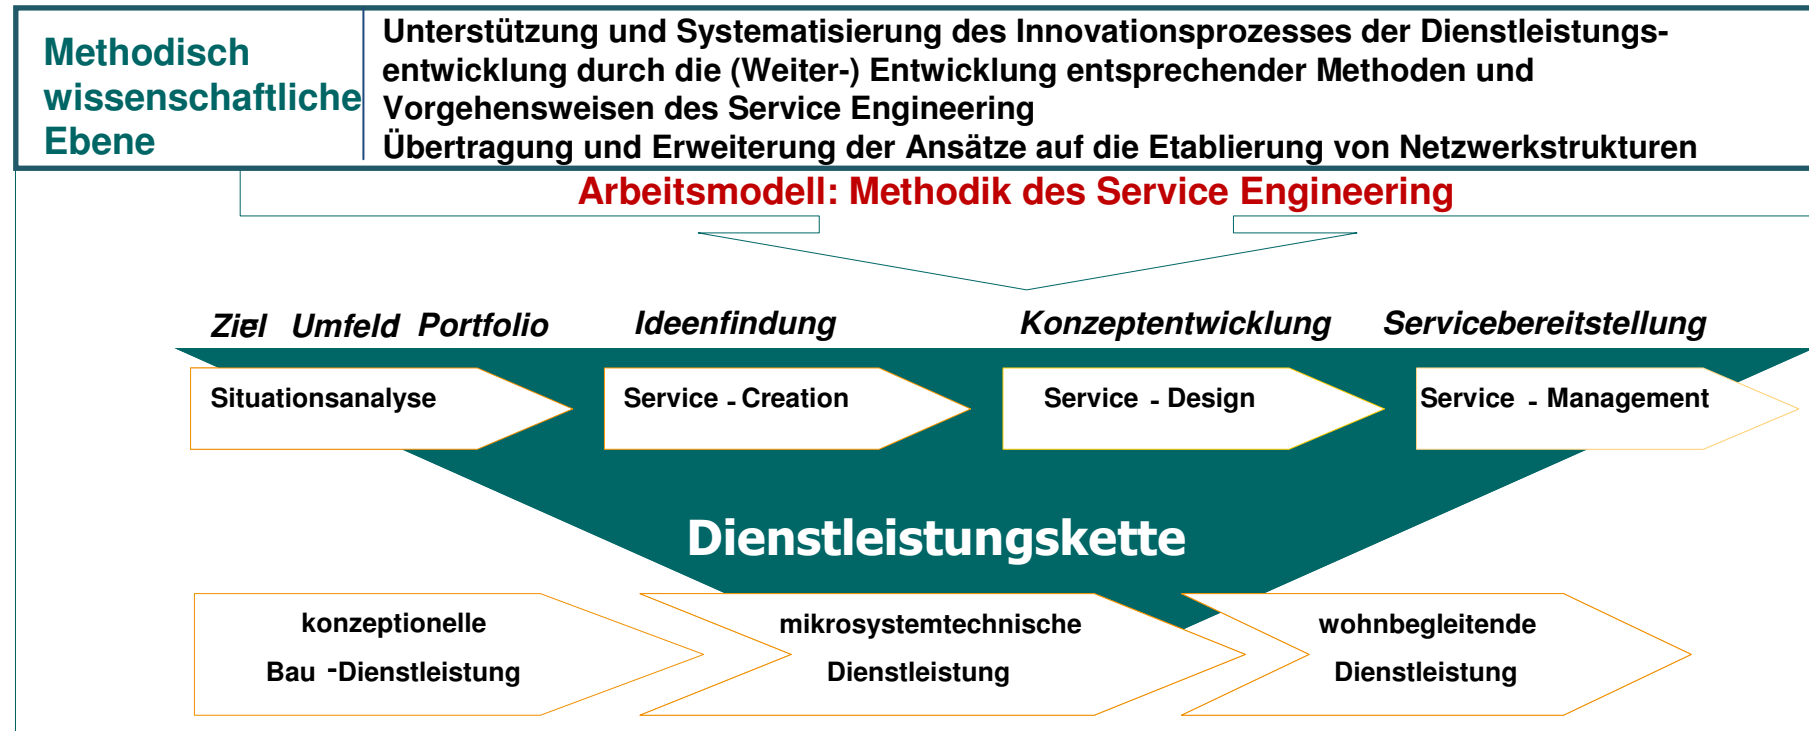 Methodisch
wissenschaftliche
Ebene
Unterstützung und Systematisierung des Innovationsprozesses der Dienstleistungs-
entwicklung durch die (Weiter-) Entwicklung entsprechender Methoden und
Vorgehensweisen des Service Engineering
Übertragung und Erweiterung der Ansätze auf die Etablierung von Netzwerkstrukturen
Arbeitsmodell: Methodik des Service Engineering
Ziel Umfeld Portfolio
Ideenfindung
Konzeptentwicklung
Servicebereitstellung
Situationsanalyse
Service - Creation
Service - Design
Service - Management
Dienstleistungskette
konzeptionelle
Bau -Dienstleistung
mikrosystemtechnische
Dienstleistung
wohnbegleitende
Dienstleistung